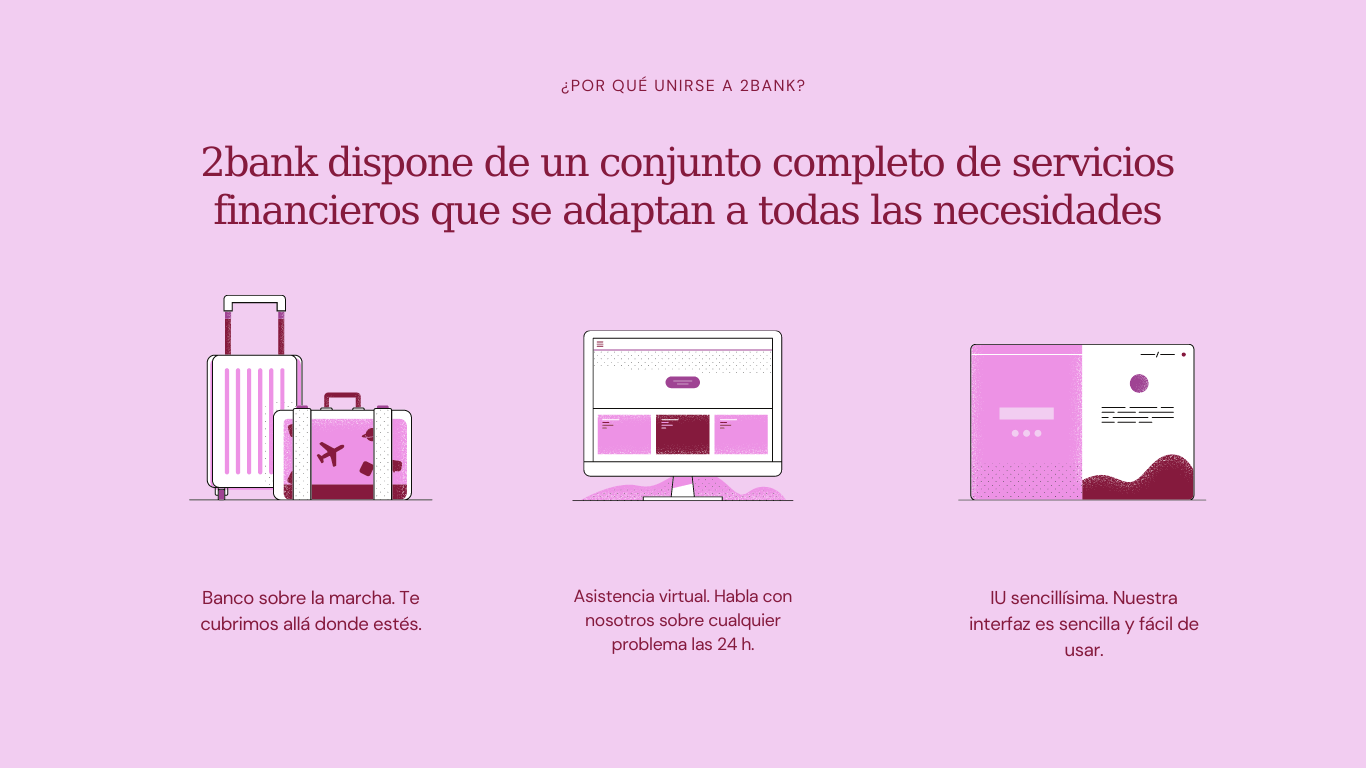 ¿POR QUÉ UNIRSE A 2BANK?
2bank dispone de un conjunto completo de servicios
financieros que se adaptan a todas las necesidades
Banco sobre la marcha. Te
cubrimos allá donde estés.
Asistencia virtual. Habla con
nosotros sobre cualquier
problema las 24 h.
IU sencillísima. Nuestra
interfaz es sencilla y fácil de
usar.